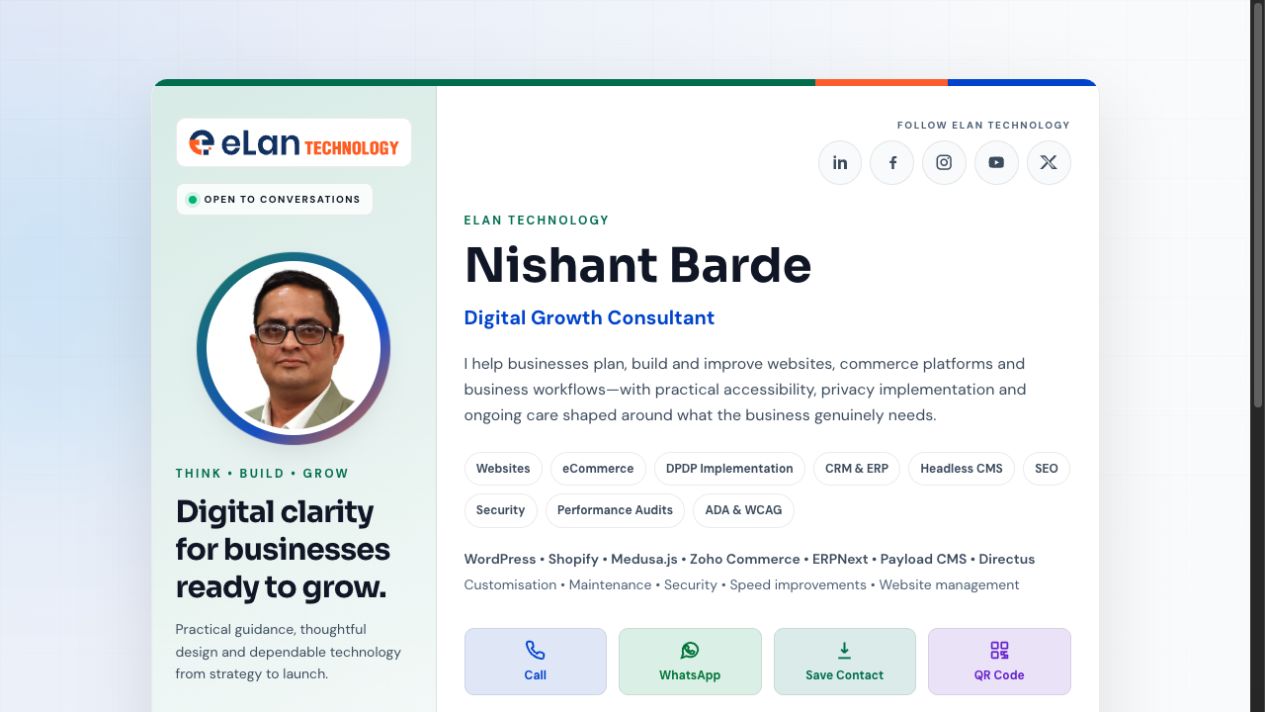 eLan TECHNOLOGY
OPEN TO CONVERSATIONS
THINK • BUILD • GROW
Digital clarity
for businesses
ready to grow.
Practical guidance, thoughtful
design and dependable technology
from strategy to launch.
FOLLOW ELAN TECHNOLOGY
ELAN TECHNOLOGY
Nishant Barde
Digital Growth Consultant
I help businesses plan, build and improve websites, commerce platforms and
business workflows—with practical accessibility, privacy implementation and
ongoing care shaped around what the business genuinely needs.
Websites eCommerce DPDP Implementation CRM & ERP Headless CMS SEO
Security Performance Audits ADA & WCAG
WordPress • Shopify • Medusa.js • Zoho Commerce • ERPNext • Payload CMS • Directus
Customisation • Maintenance • Security • Speed improvements • Website management
Call WhatsApp Save Contact QR Code